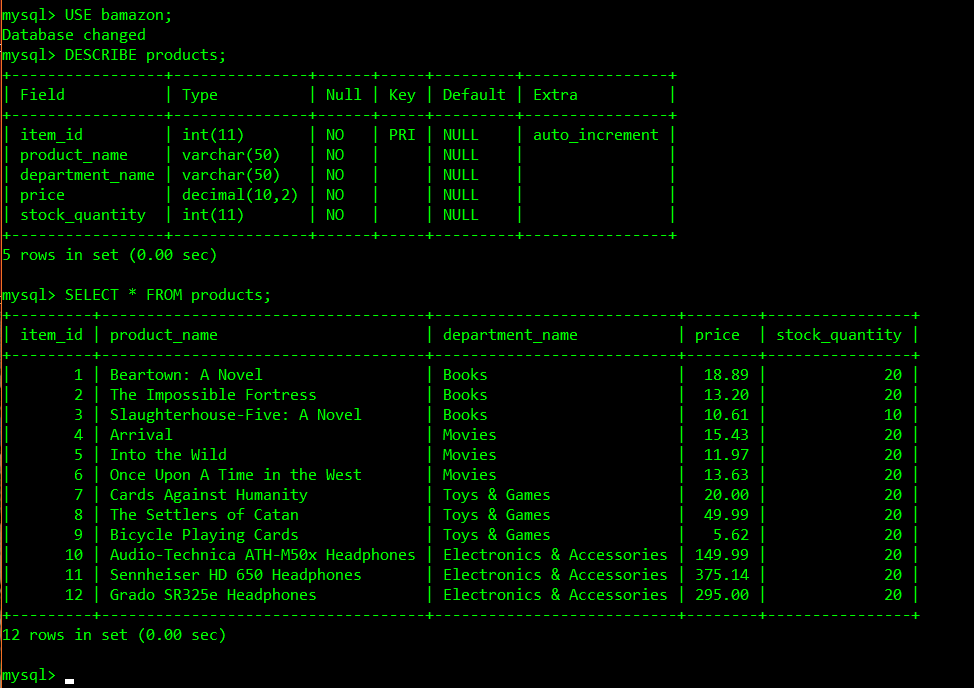 mysql> USE bamazon;
Database changed
mysql> DESCRIBE products;
+-----------------+---------------+------+-----+---------+----------------+
| Field           | Type          | Null | Key | Default | Extra          |
+-----------------+---------------+------+-----+---------+----------------+
| item_id         | int(11)       | NO   | PRI | NULL    | auto_increment |
| product_name    | varchar(50)   | NO   |     | NULL    |                |
| department_name | varchar(50)   | NO   |     | NULL    |                |
| price           | decimal(10,2) | NO   |     | NULL    |                |
| stock_quantity  | int(11)       | NO   |     | NULL    |                |
+-----------------+---------------+------+-----+---------+----------------+
5 rows in set (0.00 sec)

mysql> SELECT * FROM products;
+---------+------------------------------------+---------------------------+--------+----------------+
| item_id | product_name                       | department_name           | price  | stock_quantity |
+---------+------------------------------------+---------------------------+--------+----------------+
|       1 | Beartown: A Novel                  | Books                     |  18.89 |             20 |
|       2 | The Impossible Fortress            | Books                     |  13.20 |             20 |
|       3 | Slaughterhouse-Five: A Novel       | Books                     |  10.61 |             10 |
|       4 | Arrival                            | Movies                    |  15.43 |             20 |
|       5 | Into the Wild                      | Movies                    |  11.97 |             20 |
|       6 | Once Upon A Time in the West       | Movies                    |  13.63 |             20 |
|       7 | Cards Against Humanity             | Toys & Games              |  20.00 |             20 |
|       8 | The Settlers of Catan              | Toys & Games              |  49.99 |             20 |
|       9 | Bicycle Playing Cards              | Toys & Games              |   5.62 |             20 |
|      10 | Audio-Technica ATH-M50x Headphones | Electronics & Accessories | 149.99 |             20 |
|      11 | Sennheiser HD 650 Headphones       | Electronics & Accessories | 375.14 |             20 |
|      12 | Grado SR325e Headphones            | Electronics & Accessories | 295.00 |             20 |
+---------+------------------------------------+---------------------------+--------+----------------+
12 rows in set (0.00 sec)

mysql>